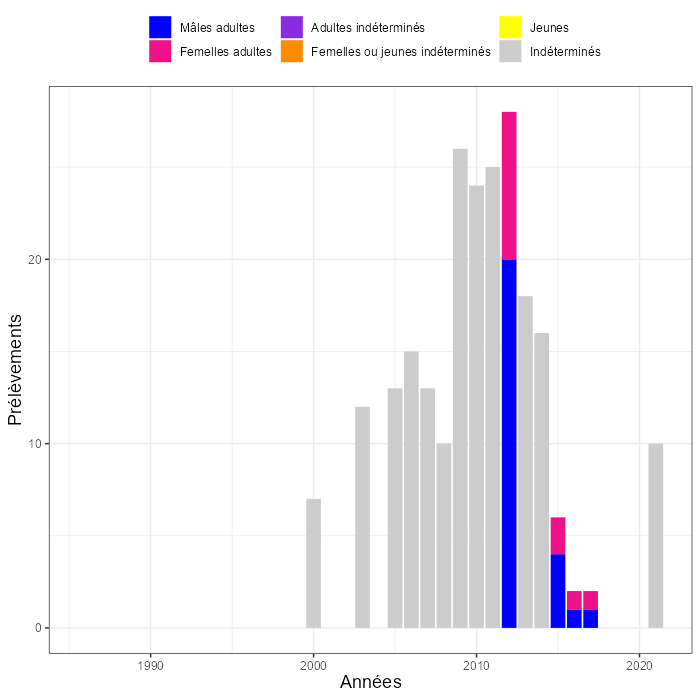 Mâles adultes
Adultes indéterminés
Jeunes
Femelles adultes
Femelles ou jeunes indéterminés
Indéterminés
Prélèvements
20
10
0
1990
2000
2010
2020
Années